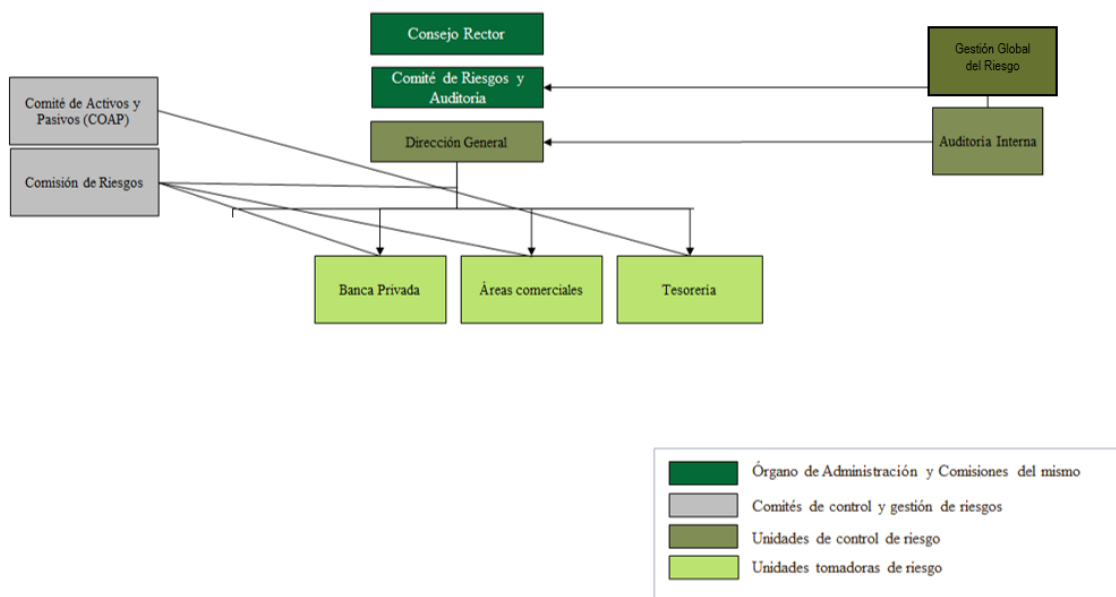 Consejo Rector
Gestión Global
del Riesgo
Comité de Riesgos y
Auditoria
Comité de Activos y
Pasivos (COAP)
Dirección General
Auditoria Interna
Comisión de Riesgos
Banca Privada
Áreas comerciales
Tesorería
Órgano de Administración y Comisiones del mismo
Comités de control y gestión de riesgos
Unidades de control de riesgo
Unidades tomadoras de riesgo